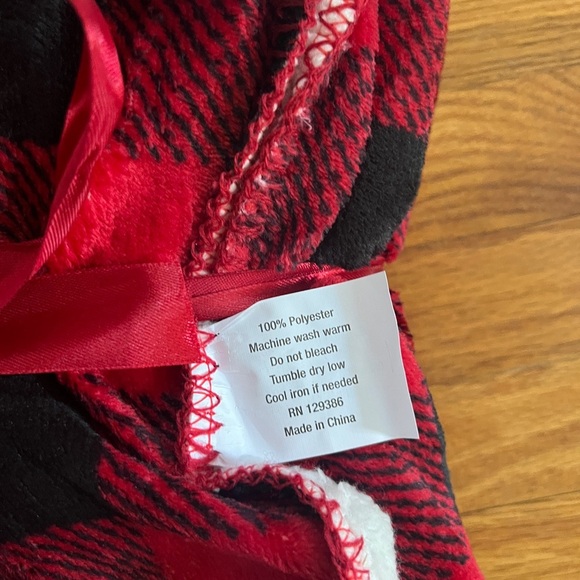 100% Polyester
Machine wash warm
Do not bleach
Tumble dry low
Cool iron if needed
RN 129386
Made in China